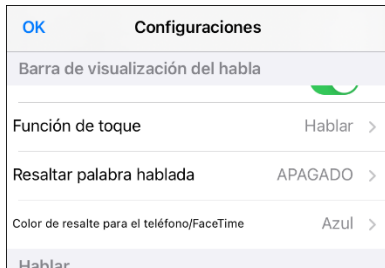 OK Configuraciones
Barra de visualización del habla
Función de toque Hablar
Resaltar palabra hablada APAGADO
Color de resalte para el teléfono/FaceTime Azul
Hablar